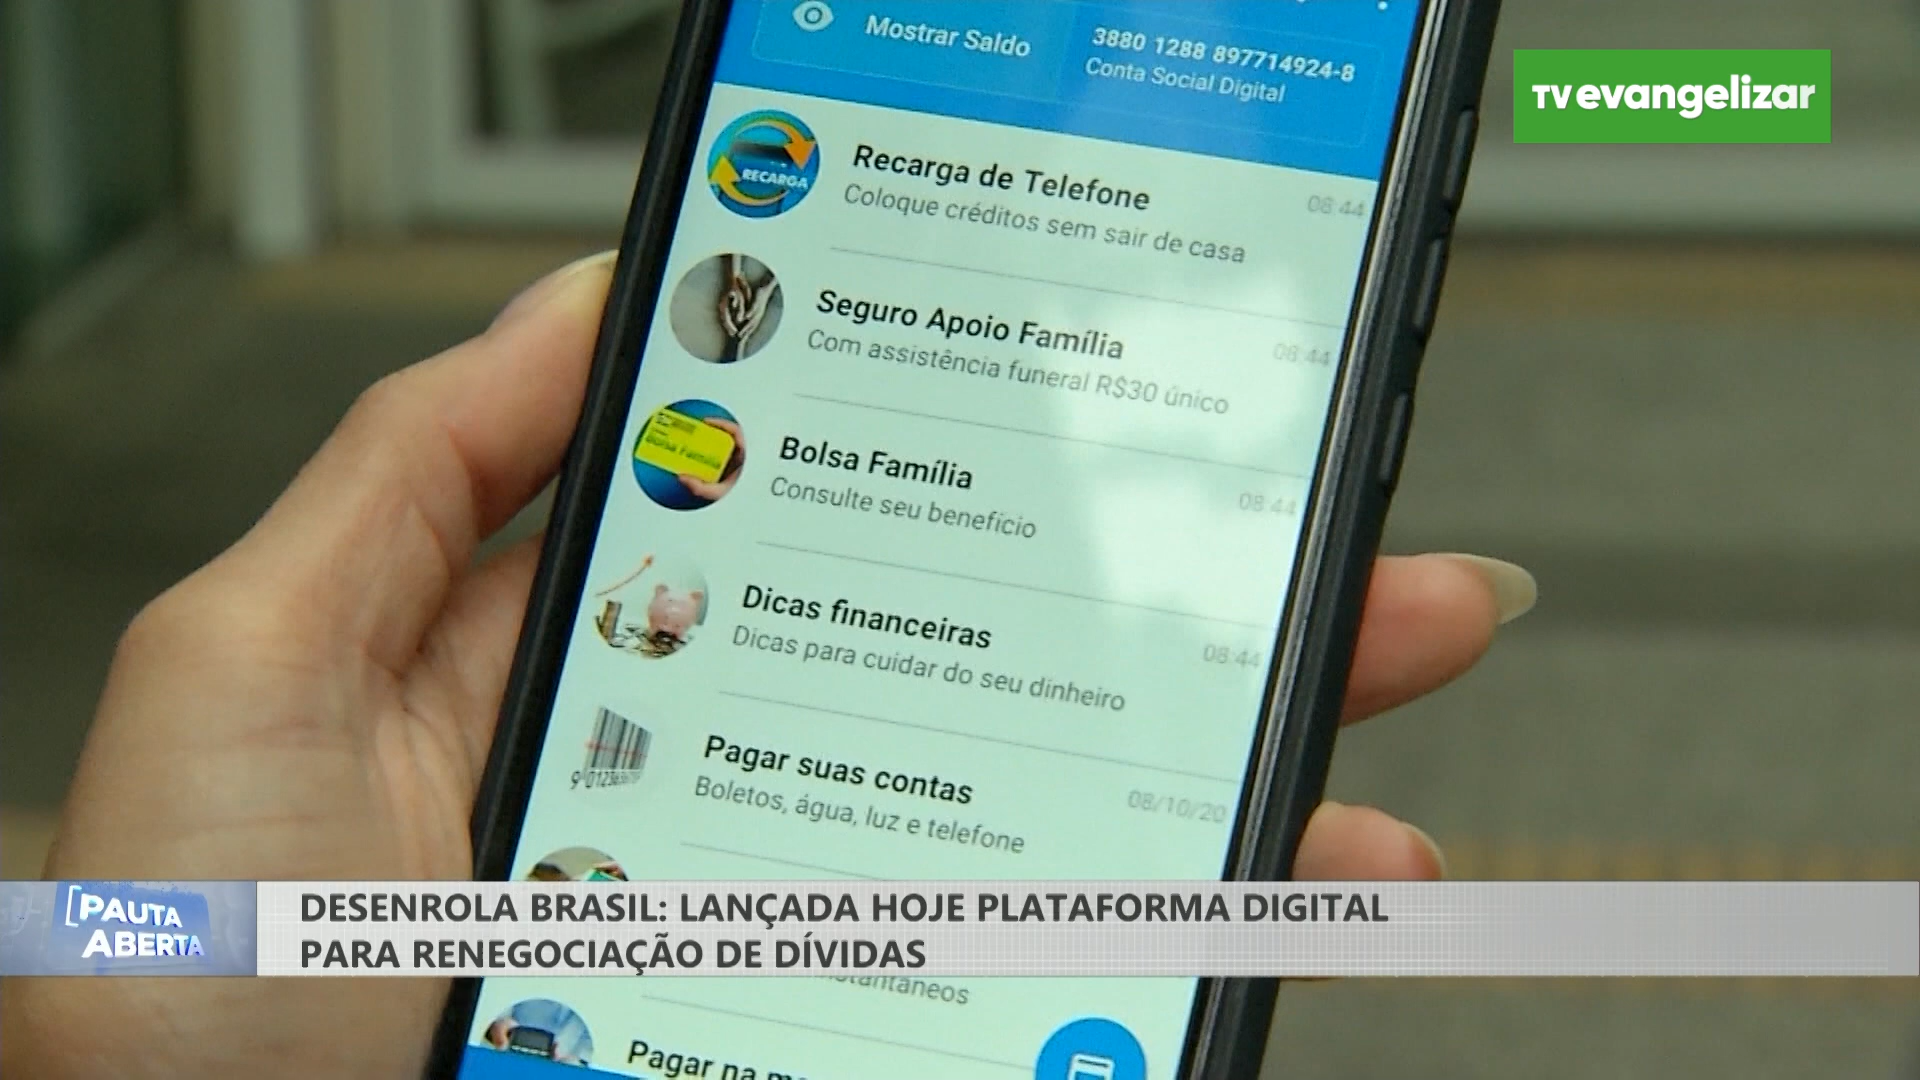 Mostrar Saldo
3880 1288 897714924-8
Conta Social Digital
TV evangelizar
RECARGA
Recarga de Telefone
08:44
Coloque créditos sem sair de casa
Seguro Apoio Família
08:44
Com assistência funeral R$30 único
Bolsa Família
Bolsa Família
08:44
Consulte seu benefício
Dicas financeiras
08:44
Dicas para cuidar do seu dinheiro
Pagar suas contas
08/10/20
Boletos, água, luz e telefone
PAUTA
ABERTA
DESENROLA BRASIL: LANÇADA HOJE PLATAFORMA DIGITAL
PARA RENEGOCIAÇÃO DE DÍVIDAS
Pagar na